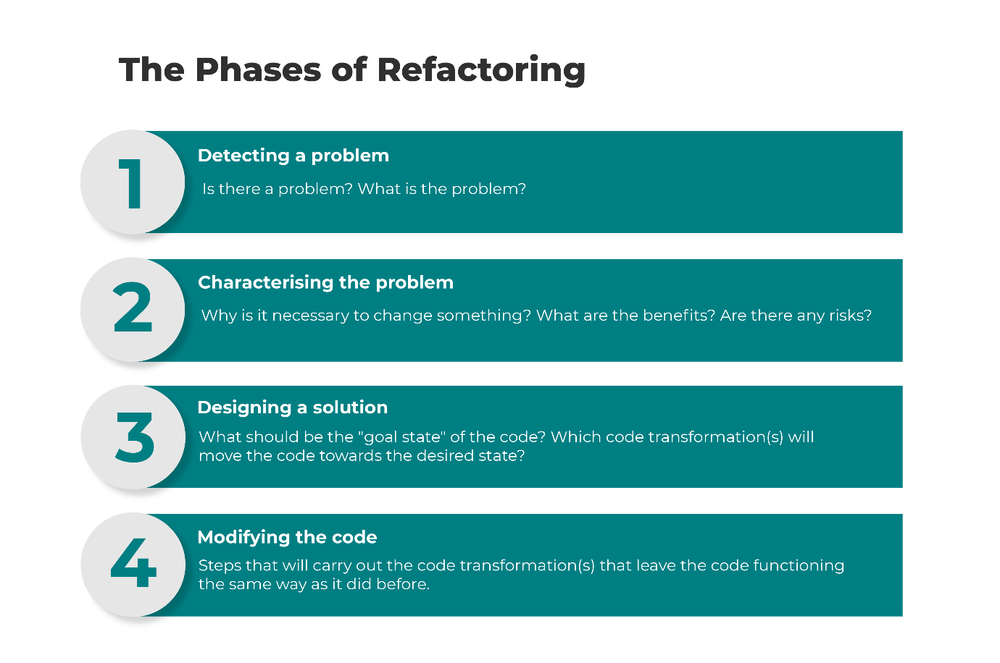 The Phases of Refactoring
1
Detecting a problem
Is there a problem? What is the problem?
2
Characterising the problem
Why is it necessary to change something? What are the benefits? Are there any risks?
3
Designing a solution
What should be the "goal state" of the code? Which code transformation(s) will
move the code towards the desired state?
4
Modifying the code
Steps that will carry out the code transformation(s) that leave the code functioning
the same way as it did before.